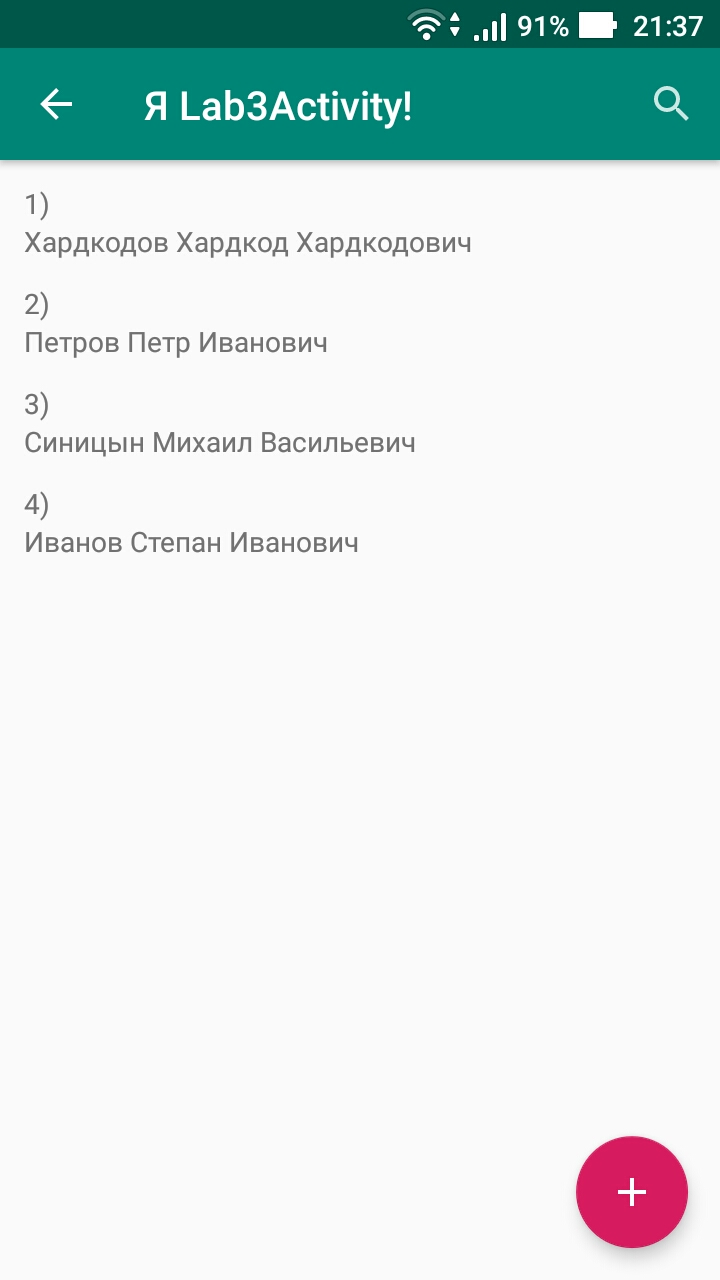 91% 21:37
Я Lab3Activity!
1)
Хардкодов Хардкод Хардкодович
2)
Петров Петр Иванович
3)
Синицын Михаил Васильевич
4)
Иванов Степан Иванович